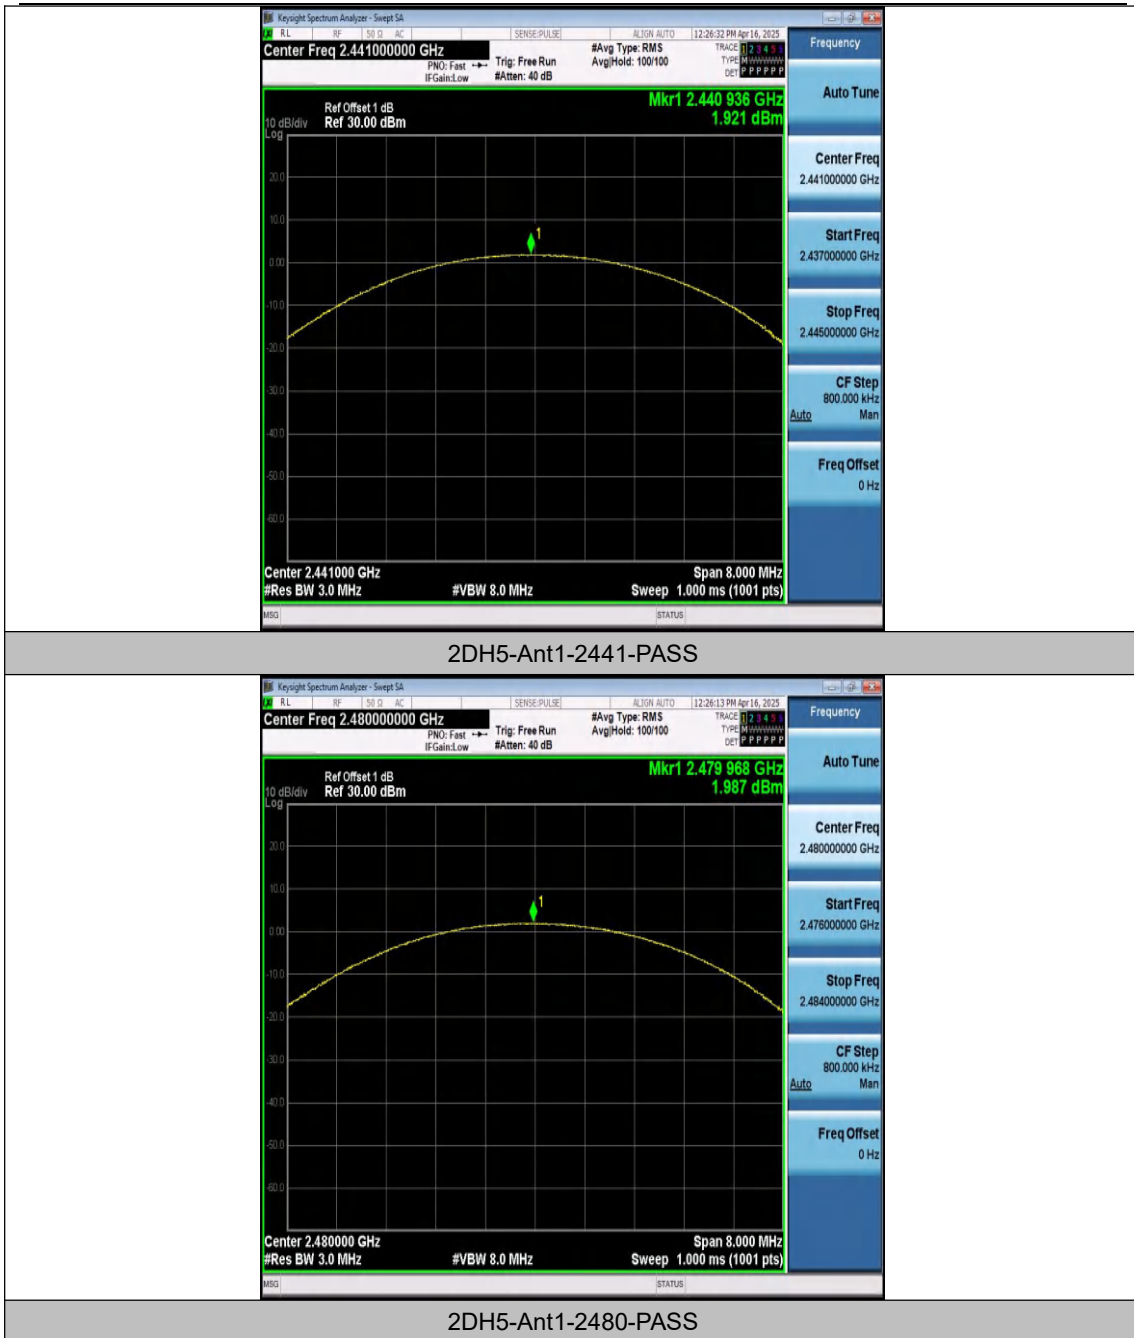 Keysight Spectrum Analyzer - Swept SA
RL RF 50 Ω AC SENSE:PULSE ALIGN AUTO 12:26:32 PM Apr 16, 2025
Center Freq 2.441000000 GHz #Avg Type: RMS TRACE 1 2 3 4 5 6
PNO: Fast Trig: Free Run Avg|Hold: 100/100 TYPE M W W W W W
IFGain:Low #Atten: 40 dB DET P P P P P P
Frequency
Auto Tune
Mkr1 2.440 936 GHz
1.921 dBm
Ref Offset 1 dB
10 dB/div Ref 30.00 dBm
Log
20.0
10.0
0.00
-10.0
-20.0
-30.0
-40.0
-50.0
-60.0
1
Center Freq
2.441000000 GHz
Start Freq
2.437000000 GHz
Stop Freq
2.445000000 GHz
CF Step
800.000 kHz
Auto Man
Freq Offset
0 Hz
Center 2.441000 GHz Span 8.000 MHz
#Res BW 3.0 MHz #VBW 8.0 MHz Sweep 1.000 ms (1001 pts)
MSG STATUS
2DH5-Ant1-2441-PASS
Keysight Spectrum Analyzer - Swept SA
RL RF 50 Ω AC SENSE:PULSE ALIGN AUTO 12:26:13 PM Apr 16, 2025
Center Freq 2.480000000 GHz #Avg Type: RMS TRACE 1 2 3 4 5 6
PNO: Fast Trig: Free Run Avg|Hold: 100/100 TYPE M W W W W W
IFGain:Low #Atten: 40 dB DET P P P P P P
Frequency
Auto Tune
Mkr1 2.479 968 GHz
1.987 dBm
Ref Offset 1 dB
10 dB/div Ref 30.00 dBm
Log
20.0
10.0
0.00
-10.0
-20.0
-30.0
-40.0
-50.0
-60.0
1
Center Freq
2.480000000 GHz
Start Freq
2.476000000 GHz
Stop Freq
2.484000000 GHz
CF Step
800.000 kHz
Auto Man
Freq Offset
0 Hz
Center 2.480000 GHz Span 8.000 MHz
#Res BW 3.0 MHz #VBW 8.0 MHz Sweep 1.000 ms (1001 pts)
MSG STATUS
2DH5-Ant1-2480-PASS